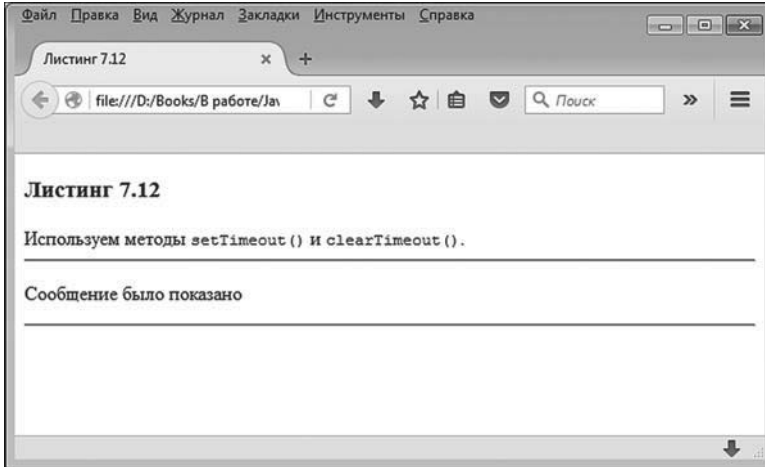 Файл Правка Вид Журнал Закладки Инструменты Справка
Листинг 7.12
file:///D:/Books/В работе/Jav
Поиск
Листинг 7.12
Используем методы setTimeout() и clearTimeout().
Сообщение было показано